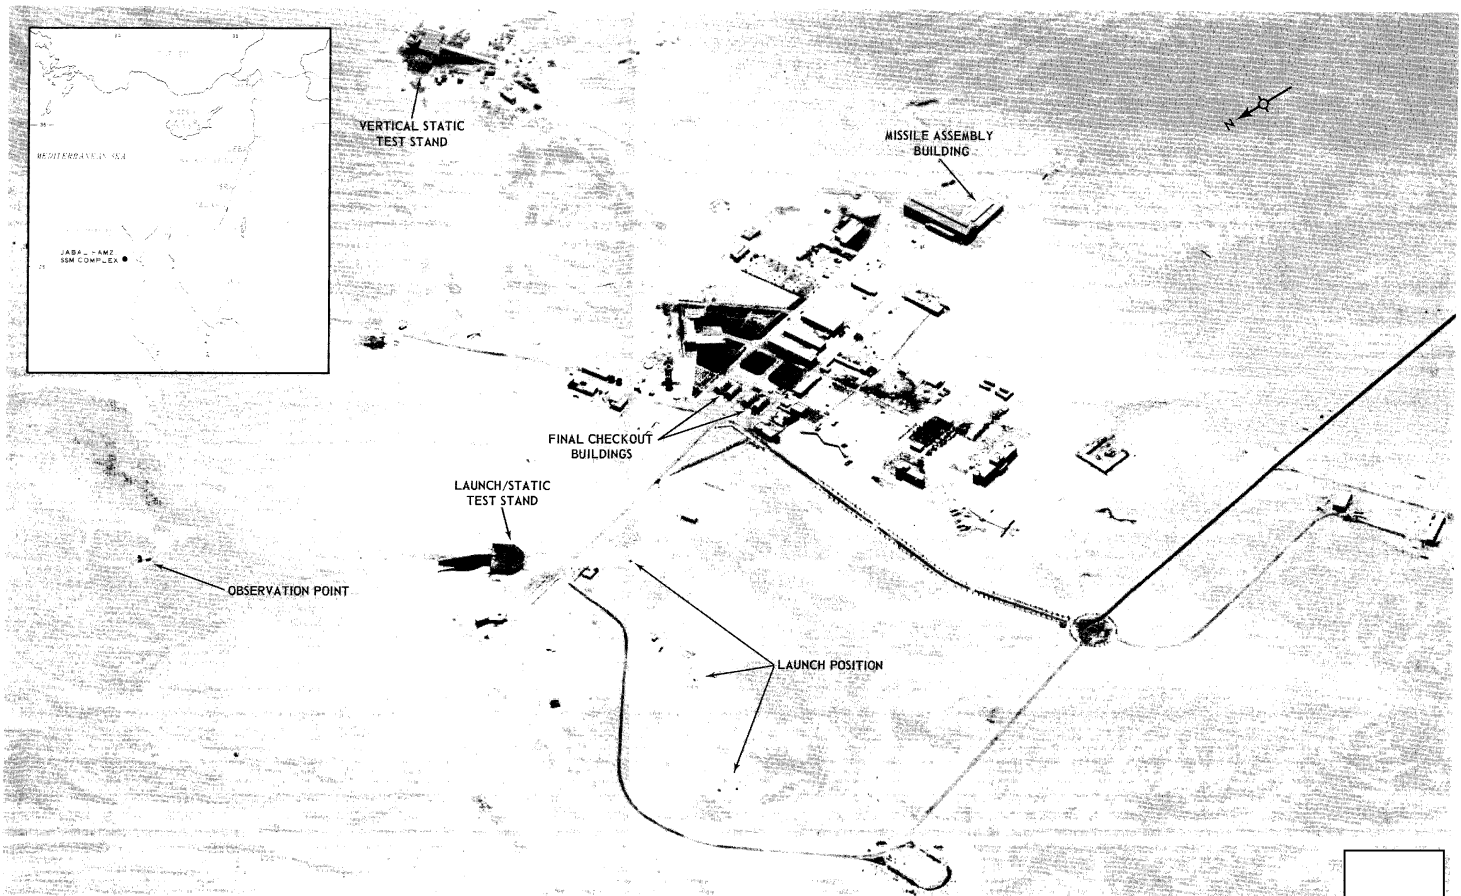 MEDITERRANEAN SEA
SSM COMPLEX
VERTICAL STATIC
TEST STAND
MISSILE ASSEMBLY
BUILDING
N
FINAL CHECKOUT
BUILDINGS
LAUNCH/STATIC
TEST STAND
OBSERVATION POINT
LAUNCH POSITION